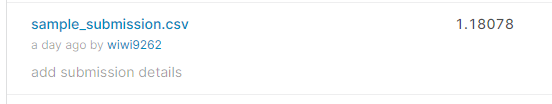 sample_submission.csv 1.18078
a day ago by wiwi9262
add submission details